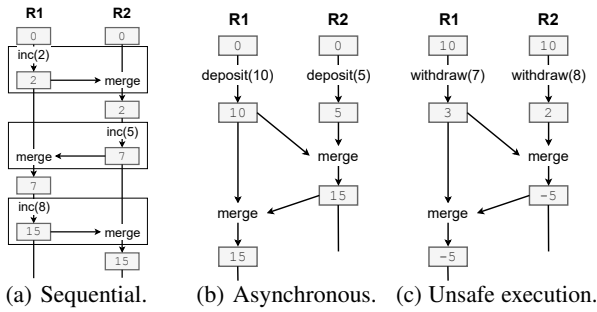 R1 R2
0 0
inc(2)
2 merge
2
inc(5)
merge 7
7
inc(8)
15 merge
15
(a) Sequential.
R1 R2
0 0
deposit(10) deposit(5)
10 5
merge
15
merge
15
(b) Asynchronous.
R1 R2
10 10
withdraw(7) withdraw(8)
3 2
merge
-5
merge
-5
(c) Unsafe execution.